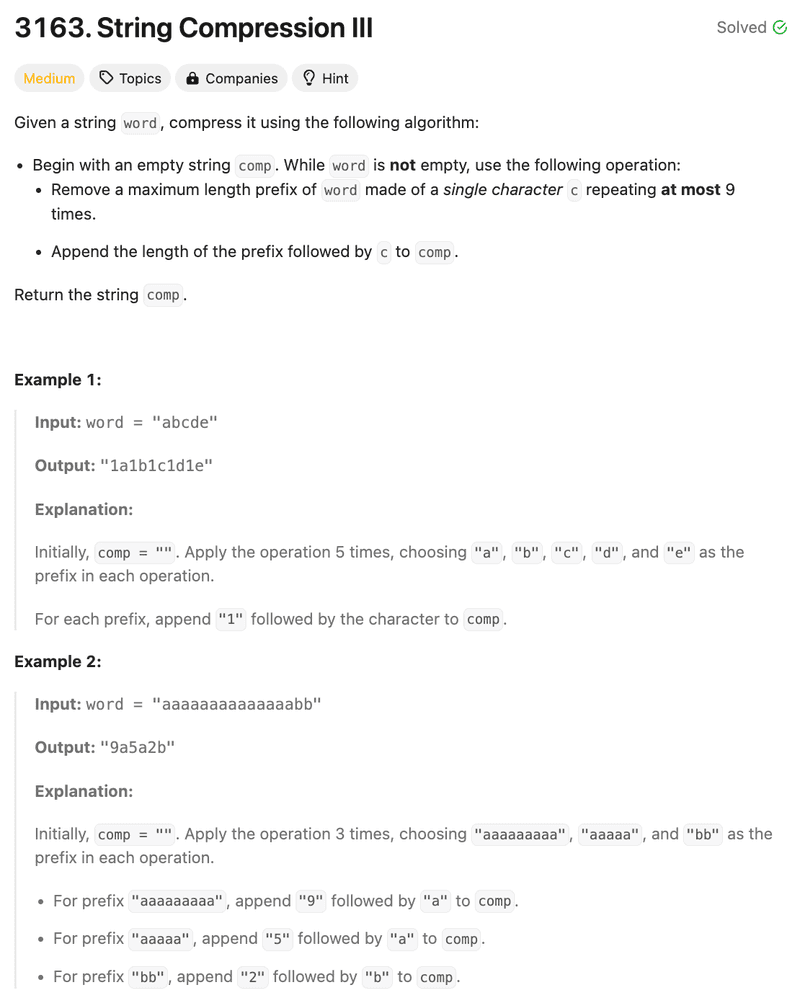 3163. String Compression III
Solved
Medium Topics Companies Hint
Given a string word, compress it using the following algorithm:
• Begin with an empty string comp. While word is not empty, use the following operation:
• Remove a maximum length prefix of word made of a single character c repeating at most 9
times.
• Append the length of the prefix followed by c to comp.
Return the string comp.
Example 1:
Input: word = "abcde"
Output: "1a1b1c1d1e"
Explanation:
Initially, comp = "". Apply the operation 5 times, choosing "a", "b", "c", "d", and "e" as the
prefix in each operation.
For each prefix, append "1" followed by the character to comp.
Example 2:
Input: word = "aaaaaaaaaaaaaabb"
Output: "9a5a2b"
Explanation:
Initially, comp = "". Apply the operation 3 times, choosing "aaaaaaaaa", "aaaaa", and "bb" as the
prefix in each operation.
• For prefix "aaaaaaaaa", append "9" followed by "a" to comp.
• For prefix "aaaaa", append "5" followed by "a" to comp.
• For prefix "bb", append "2" followed by "b" to comp.